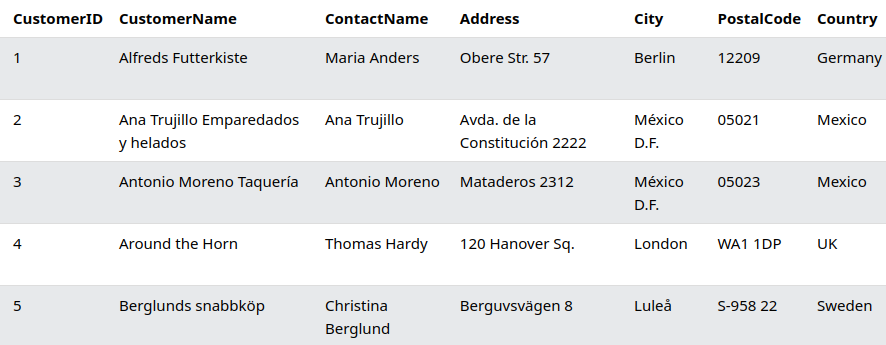 CustomerID CustomerName ContactName Address City PostalCode Country
1 Alfreds Futterkiste Maria Anders Obere Str. 57 Berlin 12209 Germany
2 Ana Trujillo Emparedados Ana Trujillo Avda. de la México 05021 Mexico
y helados Constitución 2222 D.F.
3 Antonio Moreno Taquería Antonio Moreno Mataderos 2312 México 05023 Mexico
D.F.
4 Around the Horn Thomas Hardy 120 Hanover Sq. London WA1 1DP UK
5 Berglunds snabbköp Christina Berguvsvägen 8 Luleå S-958 22 Sweden
Berglund